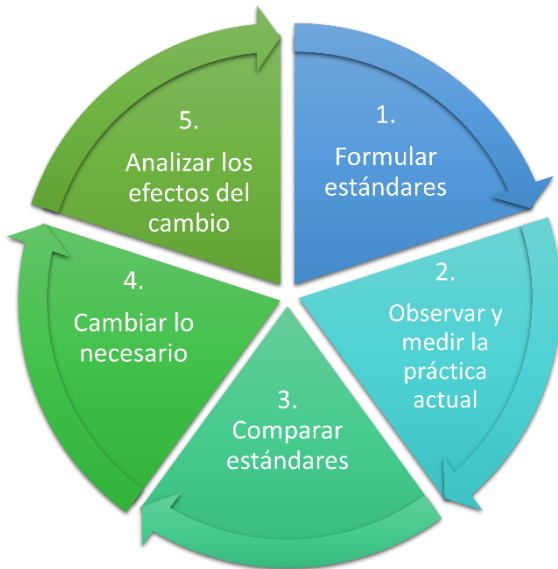 1.
Formular
estándares
2.
Observar y
medir la
práctica
actual
3.
Comparar
estándares
4.
Cambiar lo
necesario
5.
Analizar los
efectos del
cambio